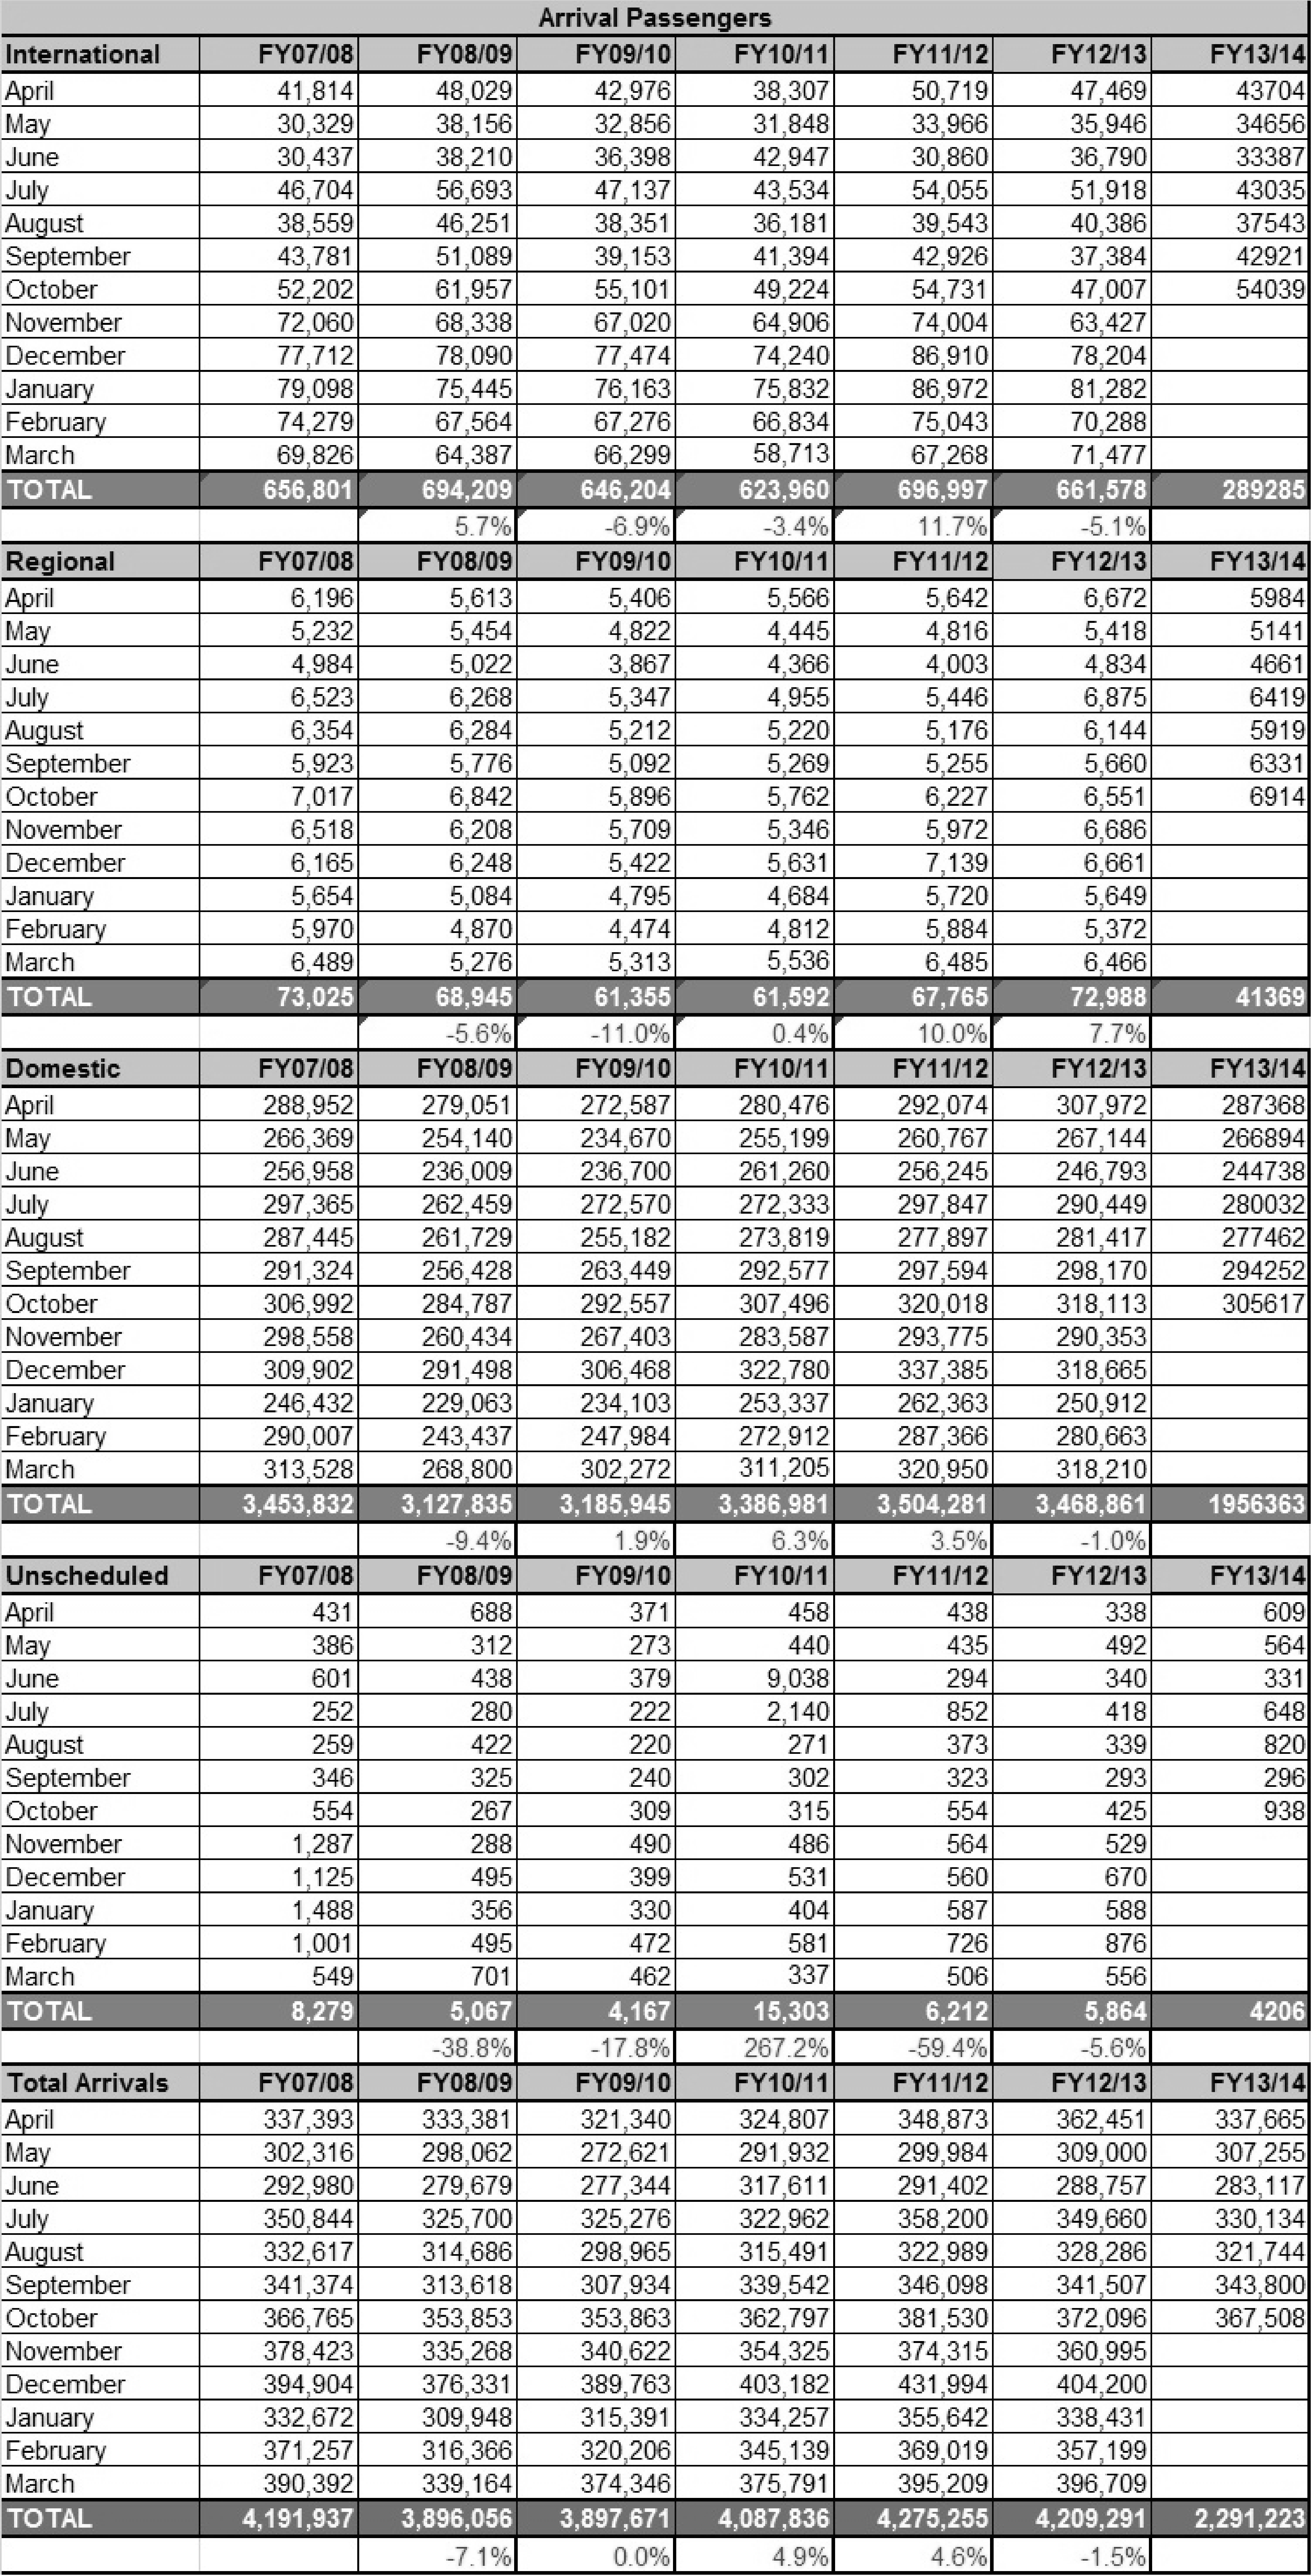 Arrival Passengers
International FY07/08 FY08/09 FY09/10 FY10/11 FY11/12 FY12/13 FY13/14
April 41,814 48,029 42,976 38,307 50,719 47,469 43704
May 30,329 38,156 32,856 31,848 33,966 35,946 34656
June 30,437 38,210 36,398 42,947 30,860 36,790 33387
July 46,704 56,693 47,137 43,534 54,055 51,918 43035
August 38,559 46,251 38,351 36,181 39,543 40,386 37543
September 43,781 51,089 39,153 41,394 42,926 37,384 42921
October 52,202 61,957 55,101 49,224 54,731 47,007 54039
November 72,060 68,338 67,020 64,906 74,004 63,427
December 77,712 78,090 77,474 74,240 86,910 78,204
January 79,098 75,445 76,163 75,832 86,972 81,282
February 74,279 67,564 67,276 66,834 75,043 70,288
March 69,826 64,387 66,299 58,713 67,268 71,477
TOTAL 656,801 694,209 646,204 623,960 696,997 661,578 289285
5.7% -6.9% -3.4% 11.7% -5.1%
Regional FY07/08 FY08/09 FY09/10 FY10/11 FY11/12 FY12/13 FY13/14
April 6,196 5,613 5,406 5,566 5,642 6,672 5984
May 5,232 5,454 4,822 4,445 4,816 5,418 5141
June 4,984 5,022 3,867 4,366 4,003 4,834 4661
July 6,523 6,268 5,347 4,955 5,446 6,875 6419
August 6,354 6,284 5,212 5,220 5,176 6,144 5919
September 5,923 5,776 5,092 5,269 5,255 5,660 6331
October 7,017 6,842 5,896 5,762 6,227 6,551 6914
November 6,518 6,208 5,709 5,346 5,972 6,686
December 6,165 6,248 5,422 5,631 7,139 6,661
January 5,654 5,084 4,795 4,684 5,720 5,649
February 5,970 4,870 4,474 4,812 5,884 5,372
March 6,489 5,276 5,313 5,536 6,485 6,466
TOTAL 73,025 68,945 61,355 61,592 67,765 72,988 41369
-5.6% -11.0% 0.4% 10.0% 7.7%
Domestic FY07/08 FY08/09 FY09/10 FY10/11 FY11/12 FY12/13 FY13/14
April 288,952 279,051 272,587 280,476 292,074 307,972 287368
May 266,369 254,140 234,670 255,199 260,767 267,144 266894
June 256,958 236,009 236,700 261,260 256,245 246,793 244738
July 297,365 262,459 272,570 272,333 297,847 290,449 280032
August 287,445 261,729 255,182 273,819 277,897 281,417 277462
September 291,324 256,428 263,449 292,577 297,594 298,170 294252
October 306,992 284,787 292,557 307,496 320,018 318,113 305617
November 298,558 260,434 267,403 283,587 293,775 290,353
December 309,902 291,498 306,468 322,780 337,385 318,665
January 246,432 229,063 234,103 253,337 262,363 250,912
February 290,007 243,437 247,984 272,912 287,366 280,663
March 313,528 268,800 302,272 311,205 320,950 318,210
TOTAL 3,453,832 3,127,835 3,185,945 3,386,981 3,504,281 3,468,861 1956363
-9.4% 1.9% 6.3% 3.5% -1.0%
Unscheduled FY07/08 FY08/09 FY09/10 FY10/11 FY11/12 FY12/13 FY13/14
April 431 688 371 458 438 338 609
May 386 312 273 440 435 492 564
June 601 438 379 9,038 294 340 331
July 252 280 222 2,140 852 418 648
August 259 422 220 271 373 339 820
September 346 325 240 302 323 293 296
October 554 267 309 315 554 425 938
November 1,287 288 490 486 564 529
December 1,125 495 399 531 560 670
January 1,488 356 330 404 587 588
February 1,001 495 472 581 726 876
March 549 701 462 337 506 556
TOTAL 8,279 5,067 4,167 15,303 6,212 5,864 4206
-38.8% -17.8% 267.2% -59.4% -5.6%
Total Arrivals FY07/08 FY08/09 FY09/10 FY10/11 FY11/12 FY12/13 FY13/14
April 337,393 333,381 321,340 324,807 348,873 362,451 337,665
May 302,316 298,062 272,621 291,932 299,984 309,000 307,255
June 292,980 279,679 277,344 317,611 291,402 288,757 283,117
July 350,844 325,700 325,276 322,962 358,200 349,660 330,134
August 332,617 314,686 298,965 315,491 322,989 328,286 321,744
September 341,374 313,618 307,934 339,542 346,098 341,507 343,800
October 366,765 353,853 353,863 362,797 381,530 372,096 367,508
November 378,423 335,268 340,622 354,325 374,315 360,995
December 394,904 376,331 389,763 403,182 431,994 404,200
January 332,672 309,948 315,391 334,257 355,642 338,431
February 371,257 316,366 320,206 345,139 369,019 357,199
March 390,392 339,164 374,346 375,791 395,209 396,709
TOTAL 4,191,937 3,896,056 3,897,671 4,087,836 4,275,255 4,209,291 2,291,223
-7.1% 0.0% 4.9% 4.6% -1.5%